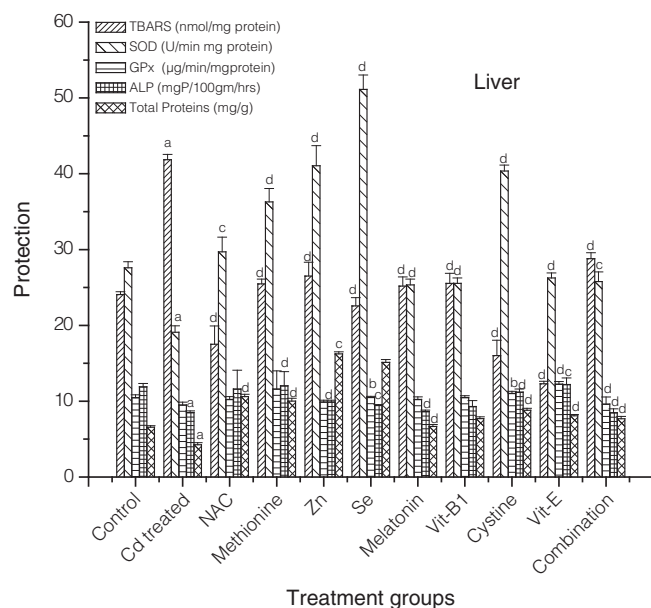 60
50
40
30
20
10
0
Protection
TBARS (nmol/mg protein)
SOD (U/min mg protein)
GPx (µg/min/mgprotein)
ALP (mgP/100gm/hrs)
Total Proteins (mg/g)
Liver
a a a a
c d
d d d
d d d c
d d b c
d d d d
d d
d d b d d
d d d c d
d c d d d
Control
Cd treated
NAC
Methionine
Zn
Se
Melatonin
Vit-B1
Cystine
Vit-E
Combination
Treatment groups